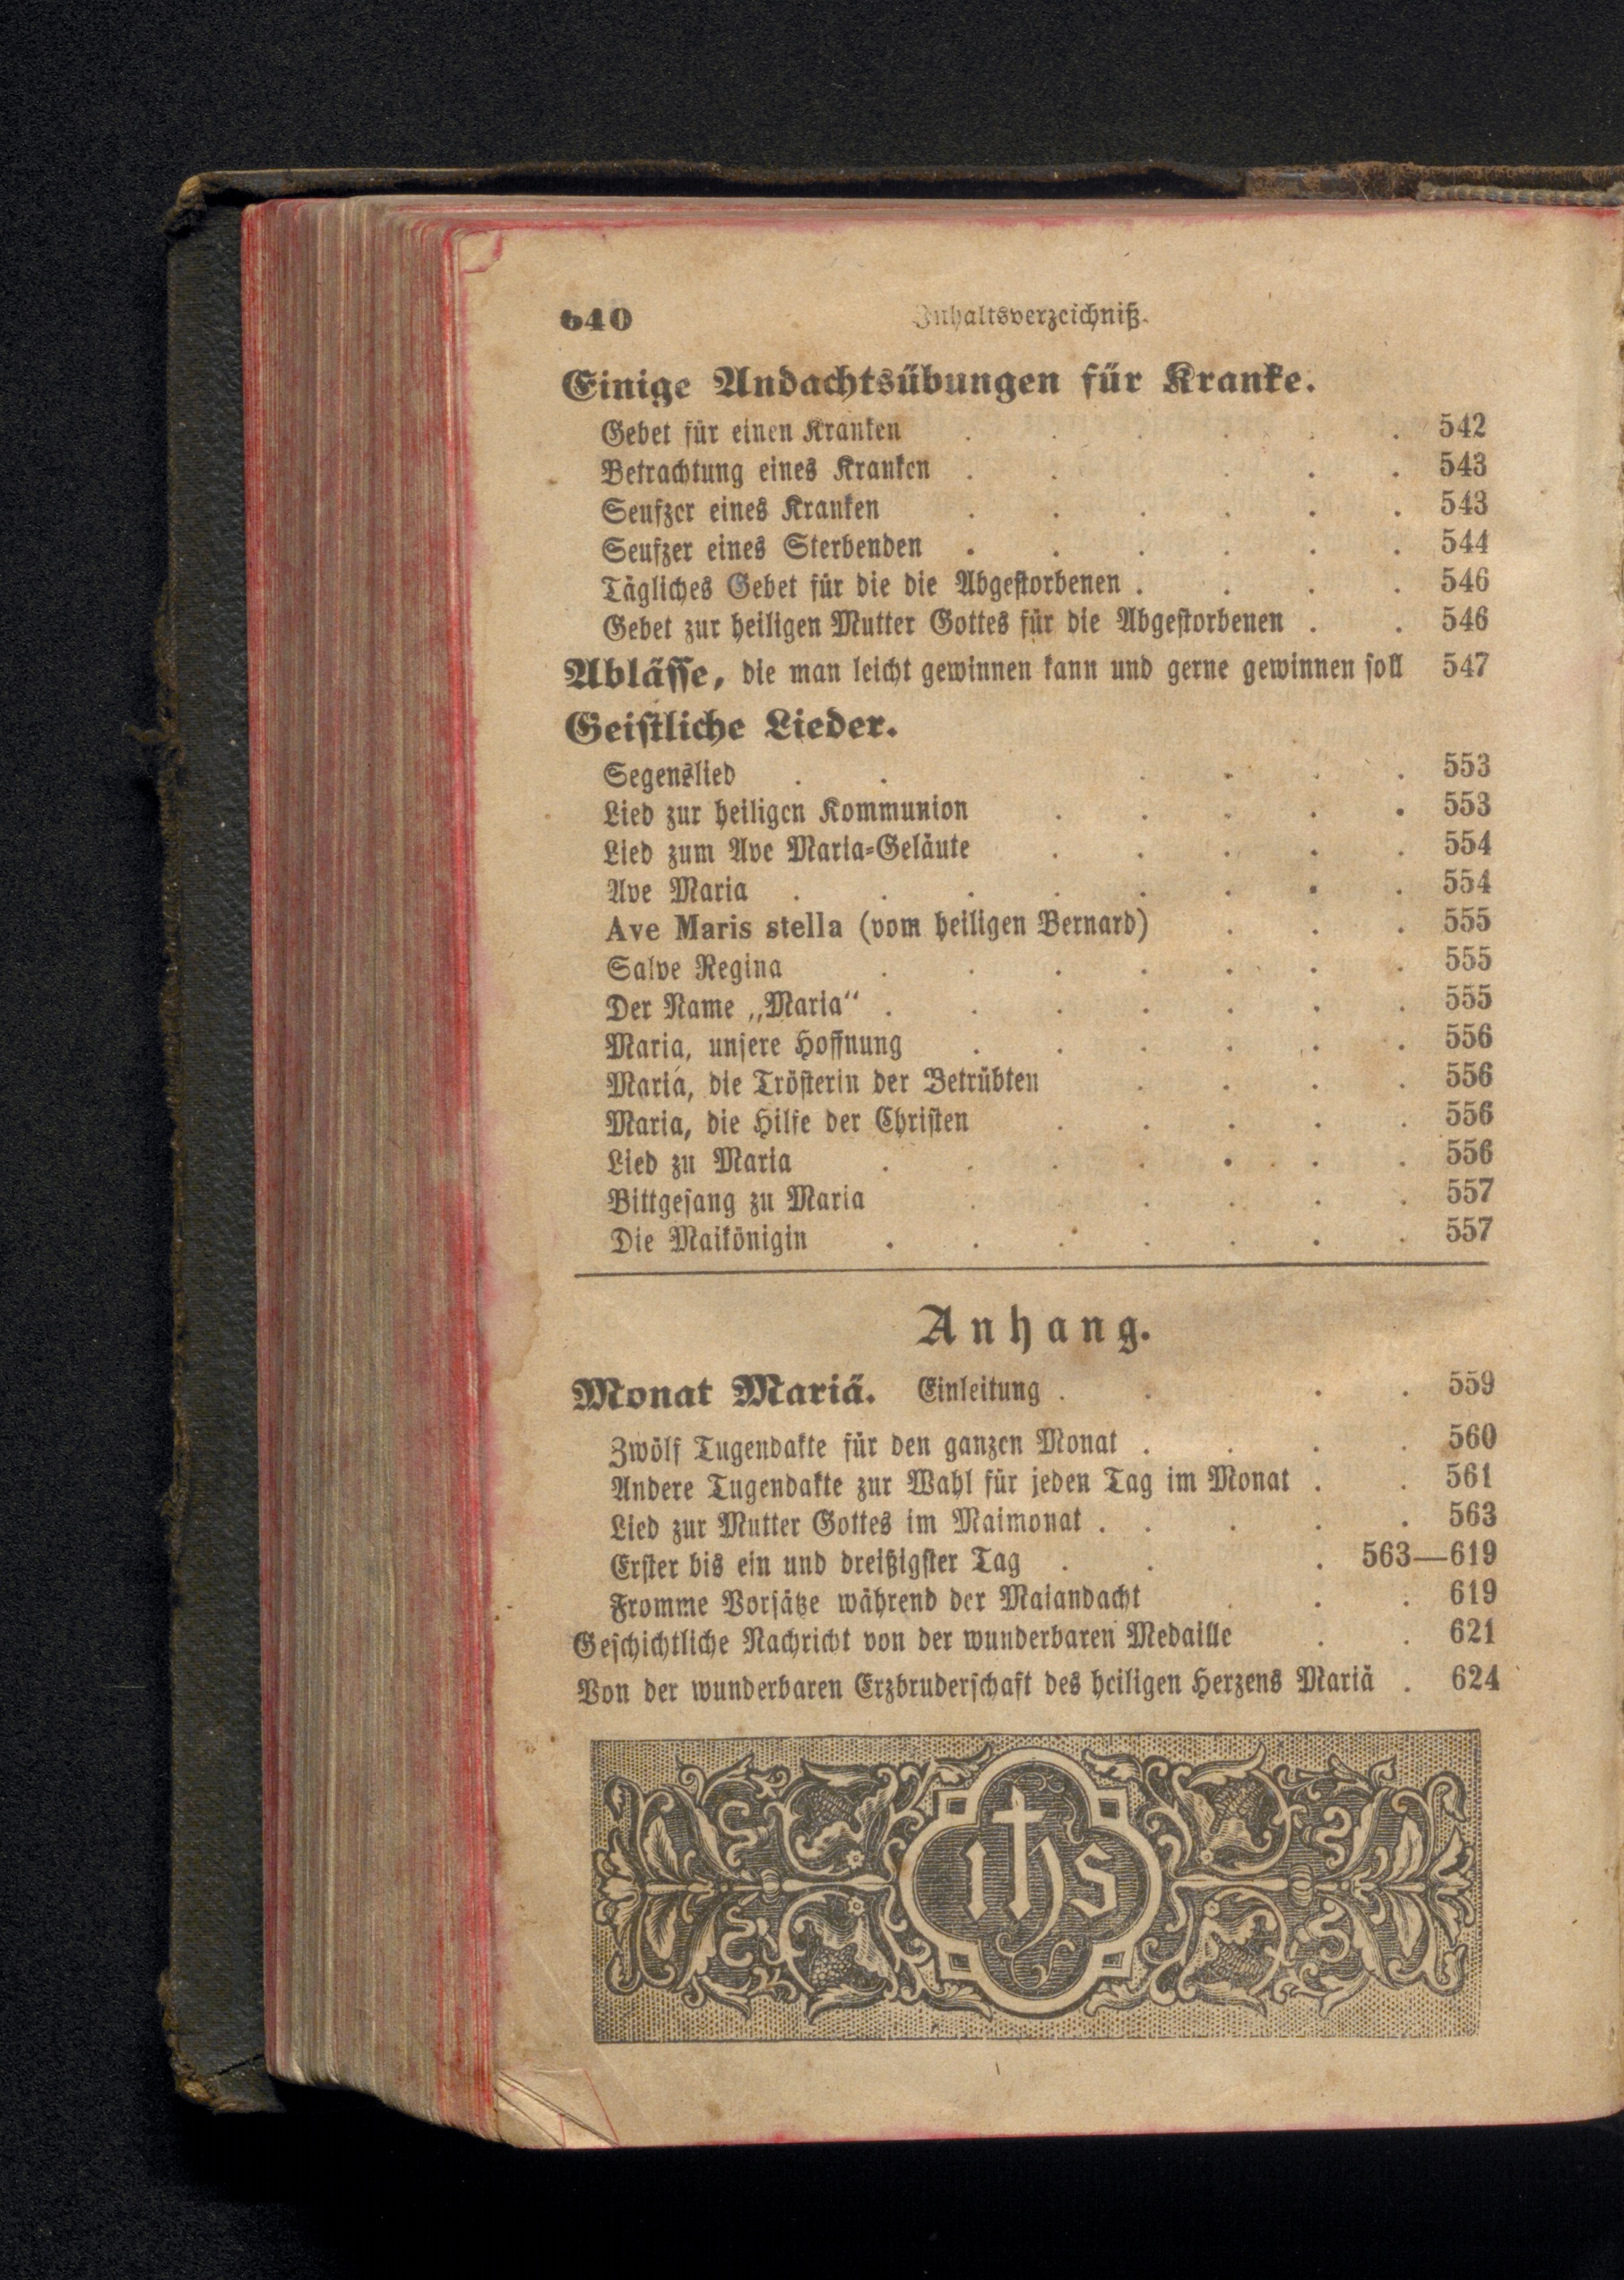 640 Inhaltsverzeichniß.
Einige Andachtsübungen für Kranke.
Gebet für einen Kranken . . . . . . 542
Betrachtung eines Kranken . . . . . 543
Seufzer eines Kranken . . . . . . 543
Seufzer eines Sterbenden . . . . . . 544
Tägliches Gebet für die die Abgestorbenen . . . . 546
Gebet zur heiligen Mutter Gottes für die Abgestorbenen . . 546
Ablässe, die man leicht gewinnen kann und gerne gewinnen soll 547
Geistliche Lieder.
Segenslied . . . . . . 553
Lied zur heiligen Kommunion . . . . . 553
Lied zum Ave Maria-Geläute . . . . . 554
Ave Maria . . . . . . . . 554
Ave Maris stella (vom heiligen Bernard) . . . 555
Salve Regina . . . . . . . 555
Der Name „Maria“ . . . . . . . 555
Maria, unsere Hoffnung . . . . . . 556
Maria, die Trösterin der Betrübten . . . . 556
Maria, die Hilfe der Christen . . . . . 556
Lied zu Maria . . . . . . . 556
Bittgesang zu Maria . . . . . . 557
Die Maikönigin . . . . . . . 557
Anhang.
Monat Mariä. Einleitung . . . . 559
Zwölf Tugendakte für den ganzen Monat . . . . 560
Andere Tugendakte zur Wahl für jeden Tag im Monat . . 561
Lied zur Mutter Gottes im Maimonat . . . . . 563
Erster bis ein und dreißigster Tag . . . 563—619
Fromme Vorsätze während der Maiandacht . . . 619
Geschichtliche Nachricht von der wunderbaren Medaille . . 621
Von der wunderbaren Erzbruderschaft des heiligen Herzens Mariä . 624
ihs